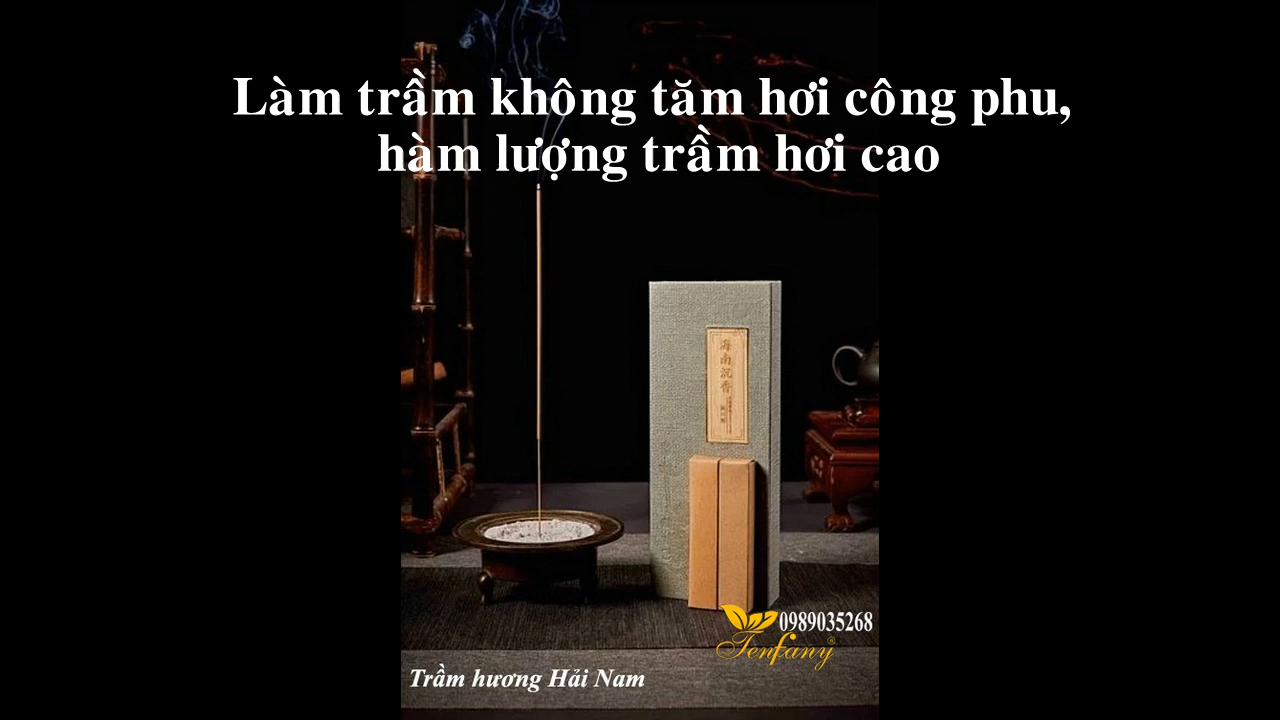 Làm trầm không tăm hơi công phu,
hàm lượng trầm hơi cao
海南沉香
0989035268
Tenfany
Trầm hương Hải Nam